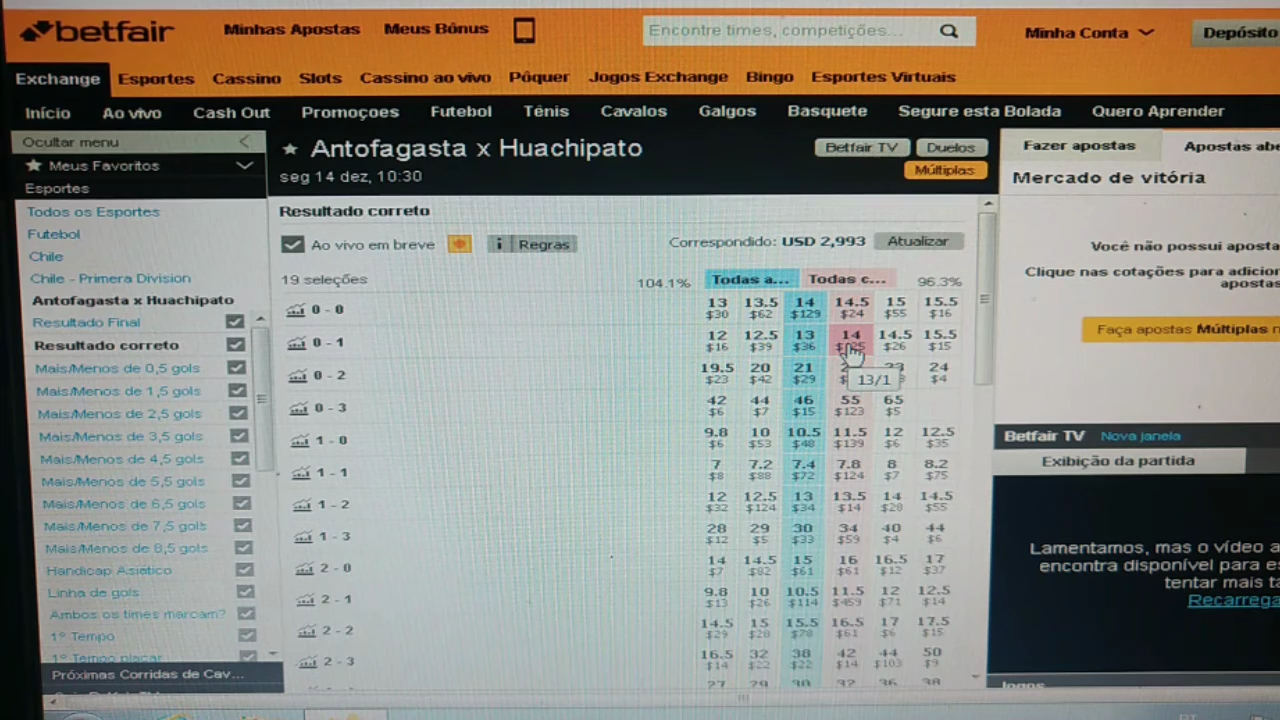 betfair
Minhas Apostas Meus Bônus
Encontre times, competições...
Minha Conta
Depósito
Exchange Esportes Cassino Slots Cassino ao vivo Pôquer Jogos Exchange Bingo Esportes Virtuais
Início Ao vivo Cash Out Promoçoes Futebol Tênis Cavalos Galgos Basquete Segure esta Bolada Quero Aprender
Ocultar menu
Meus Favoritos
Esportes
Todos os Esportes
Futebol
Chile
Chile - Primera Division
Antofagasta x Huachipato
Resultado Final
Resultado correto
Mais/Menos de 0,5 gols
Mais/Menos de 1,5 gols
Mais/Menos de 2,5 gols
Mais/Menos de 3,5 gols
Mais/Menos de 4,5 gols
Mais/Menos de 5,5 gols
Mais/Menos de 6,5 gols
Mais/Menos de 7,5 gols
Mais/Menos de 8,5 gols
Handicap Asiático
Linha de gols
Ambos os times marcam?
1º Tempo
1º Tempo placar
Próximas Corridas de Cav...
Antofagasta x Huachipato
Betfair TV Duelos
seg 14 dez, 10:30
Múltiplas
Resultado correto
Ao vivo em breve
i Regras
Correspondido: USD 2,993 Atualizar
19 seleções 104.1% Todas a... Todas c... 96.3%
0 - 0 13 13.5 14 14.5 15 15.5
$30 $62 $129 $24 $55 $16
0 - 1 12 12.5 13 14 14.5 15.5
$16 $39 $36 $26 $15
0 - 2 19.5 20 21 24
$23 $42 $29 $4
13/1
0 - 3 42 44 46 55 65
$6 $7 $15 $123 $5
1 - 0 9.8 10 10.5 11.5 12 12.5
$6 $53 $48 $139 $6 $35
1 - 1 7 7.2 7.4 7.8 8 8.2
$8 $88 $72 $124 $7 $75
1 - 2 12 12.5 13 13.5 14 14.5
$32 $124 $34 $14 $28 $55
1 - 3 28 29 30 34 40 44
$12 $5 $33 $59 $4 $6
2 - 0 14 14.5 15 16 16.5 17
$7 $82 $61 $61 $12 $37
2 - 1 9.8 10 10.5 11.5 12 12.5
$13 $26 $114 $459 $71 $14
2 - 2 14.5 15 15.5 16.5 17 17.5
$29 $28 $78 $61 $6 $15
2 - 3 16.5 32 38 42 44 50
$14 $22 $22 $14 $103 $9
Fazer apostas Apostas abe
Mercado de vitória
Você não possui aposta
Clique nas cotações para adicion
apostas
Faça apostas Múltiplas n
Betfair TV Nova janela
Exibição da partida
Lamentamos, mas o vídeo a
encontra disponível para es
tentar mais ta
Recarrega
Jogos